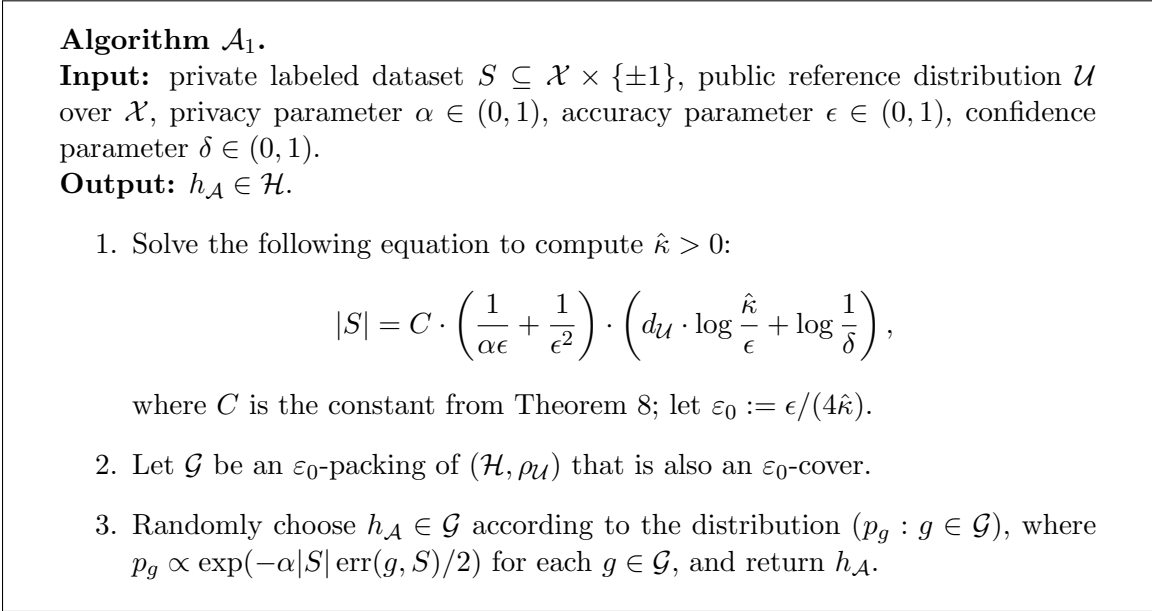 Algorithm 𝒜₁.
Input: private labeled dataset S ⊆ 𝒳 × {±1}, public reference distribution 𝒰
over 𝒳, privacy parameter α ∈ (0, 1), accuracy parameter ϵ ∈ (0, 1), confidence
parameter δ ∈ (0, 1).
Output: h_𝒜 ∈ ℋ.
1. Solve the following equation to compute κ̂ > 0:
|S| = C · (1/(αϵ) + 1/ϵ²) · (d_𝒰 · log κ̂/ϵ + log 1/δ),
where C is the constant from Theorem 8; let ε₀ := ϵ/(4κ̂).
2. Let 𝒢 be an ε₀-packing of (ℋ, ρ_𝒰) that is also an ε₀-cover.
3. Randomly choose h_𝒜 ∈ 𝒢 according to the distribution (p_g : g ∈ 𝒢), where
p_g ∝ exp(−α|S| err(g, S)/2) for each g ∈ 𝒢, and return h_𝒜.